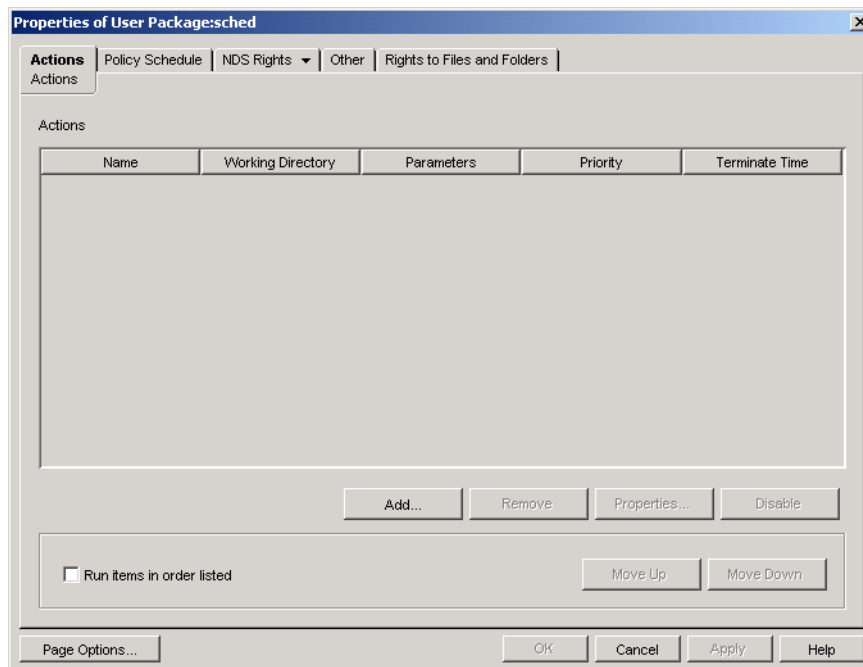 Properties of User Package:sched
Actions Policy Schedule NDS Rights Other Rights to Files and Folders
Actions
Actions
Name Working Directory Parameters Priority Terminate Time
Add... Remove Properties... Disable
Run items in order listed Move Up Move Down
Page Options... OK Cancel Apply Help